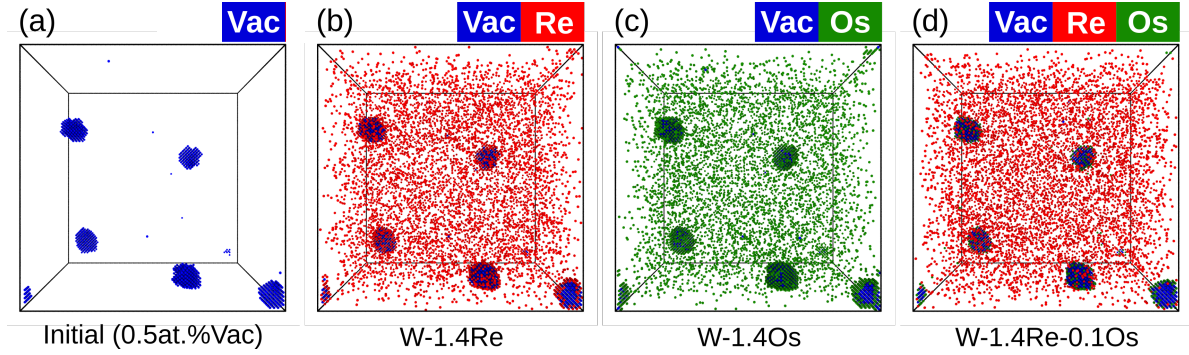 (a) Vac
(b) Vac Re
(c) Vac Os
(d) Vac Re Os
Initial (0.5at.%Vac)
W-1.4Re
W-1.4Os
W-1.4Re-0.1Os